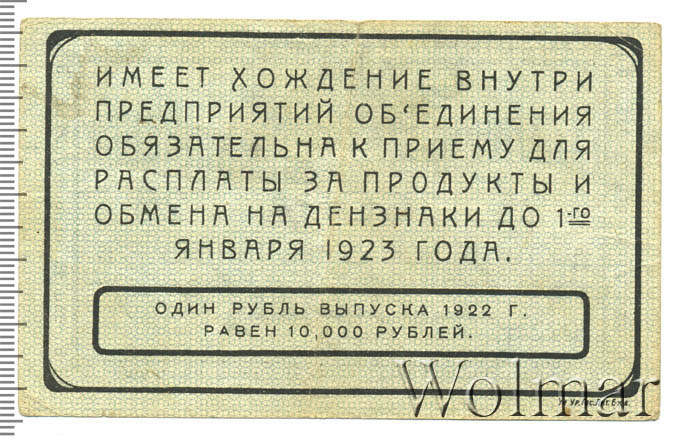 ИМЕЕТ ХОЖДЕНИЕ ВНУТРИ
ПРЕДПРИЯТИЙ ОБ'ЕДИНЕНИЯ
ОБЯЗАТЕЛЬНА К ПРИЕМУ ДЛЯ
РАСПЛАТЫ ЗА ПРОДУКТЫ И
ОБМЕНА НА ДЕНЗНАКИ ДО 1-ГО
ЯНВАРЯ 1923 ГОДА.
ОДИН РУБЛЬ ВЫПУСКА 1922 Г.
РАВЕН 10,000 РУБЛЕЙ.
Wolmar